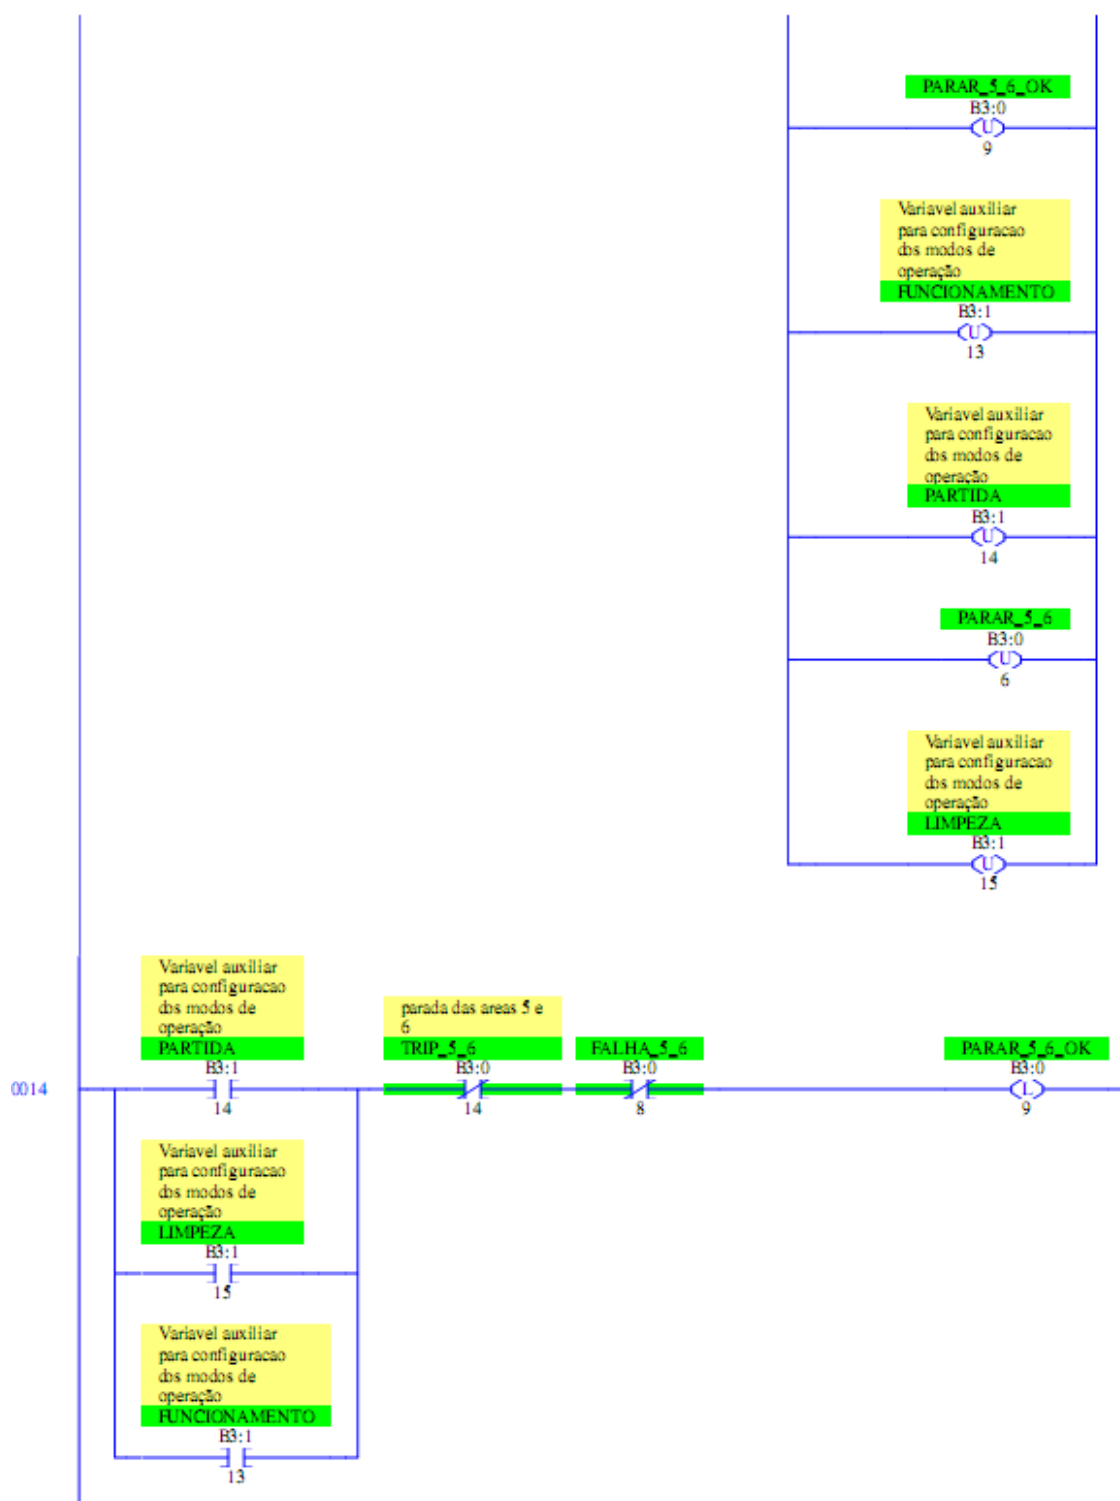 PARAR_5_6_OK
B3:0
U
9
Variavel auxiliar
para configuracao
dos modos de
operação
FUNCIONAMENTO
B3:1
U
13
Variavel auxiliar
para configuracao
dos modos de
operação
PARTIDA
B3:1
U
14
PARAR_5_6
B3:0
U
6
Variavel auxiliar
para configuracao
dos modos de
operação
LIMPEZA
B3:1
U
15
0014
Variavel auxiliar
para configuracao
dos modos de
operação
PARTIDA
B3:1
14
parada das areas 5 e
6
TRIP_5_6
B3:0
14
FALHA_5_6
B3:0
8
PARAR_5_6_OK
B3:0
L
9
Variavel auxiliar
para configuracao
dos modos de
operação
LIMPEZA
B3:1
15
Variavel auxiliar
para configuracao
dos modos de
operação
FUNCIONAMENTO
B3:1
13